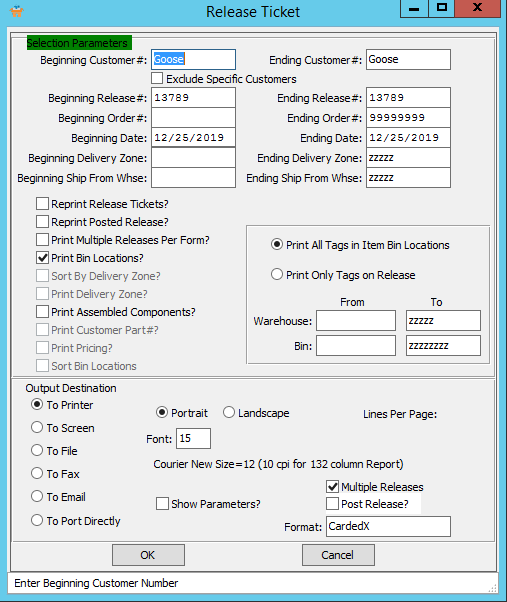 Release Ticket
Selection Parameters
Beginning Customer#: Goose Ending Customer#: Goose
Exclude Specific Customers
Beginning Release#: 13789 Ending Release#: 13789
Beginning Order#: Ending Order#: 99999999
Beginning Date: 12/25/2019 Ending Date: 12/25/2019
Beginning Delivery Zone: Ending Delivery Zone: zzzzz
Beginning Ship From Whse: Ending Ship From Whse: zzzzz
Reprint Release Tickets?
Reprint Posted Release?
Print Multiple Releases Per Form?
Print Bin Locations?
Sort By Delivery Zone?
Print Delivery Zone?
Print Assembled Components?
Print Customer Part#?
Print Pricing?
Sort Bin Locations
Print All Tags in Item Bin Locations
Print Only Tags on Release
From To
Warehouse: zzzzz
Bin: zzzzzzzz
Output Destination
To Printer
To Screen
To File
To Fax
To Email
To Port Directly
Portrait Landscape Lines Per Page:
Font: 15
Courier New Size=12 (10 cpi for 132 column Report)
Multiple Releases
Show Parameters? Post Release?
Format: CardedX
OK Cancel
Enter Beginning Customer Number